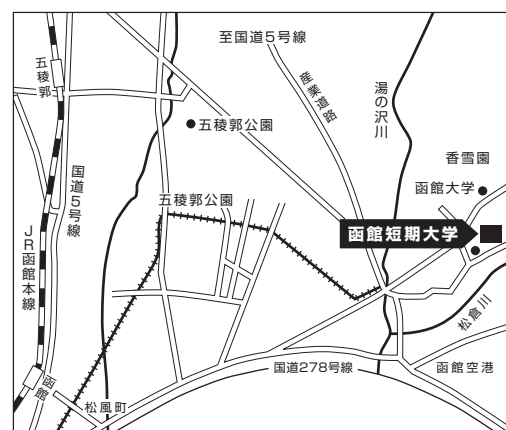 至国道5号線
五稜郭
産業道路
湯の沢川
五稜郭公園
香雪園
函館大学
国道5号線
五稜郭公園
函館短期大学
JR函館本線
松倉川
国道278号線
函館空港
函館
松風町